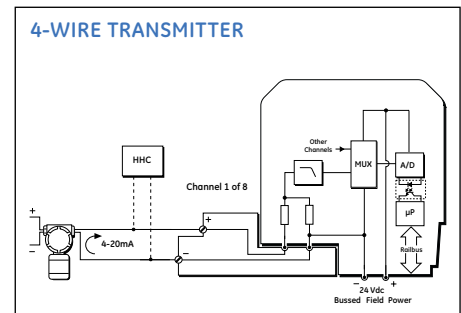 4-WIRE TRANSMITTER
Other
Channels
HHC
MUX
A/D
Channel 1 of 8
µP
+
+
4-20mA
Railbus
–
–
– +
24 Vdc
Bussed Field Power